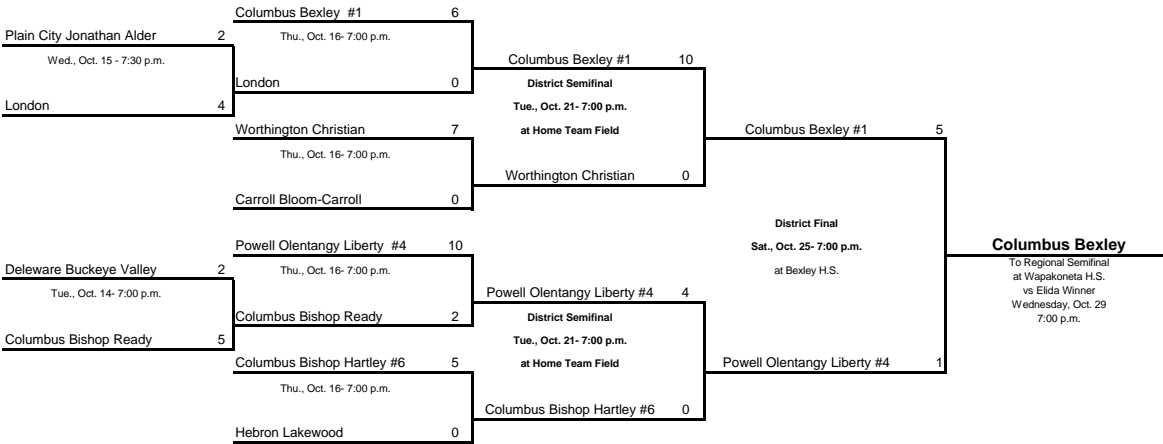 Columbus Bexley  #1 6
Plain City Jonathan Alder 2
Thu., Oct. 16- 7:00 p.m.
Wed., Oct. 15 - 7:30 p.m.
Columbus Bexley #1 10
London 0
District Semifinal
London 4
Tue., Oct. 21- 7:00 p.m.
Worthington Christian 7
at Home Team Field
Columbus Bexley #1 5
Thu., Oct. 16- 7:00 p.m.
Worthington Christian 0
Carroll Bloom-Carroll 0
District Final
Powell Olentangy Liberty  #4 10
Sat., Oct. 25- 7:00 p.m.
Columbus Bexley
Deleware Buckeye Valley 2
Thu., Oct. 16- 7:00 p.m.
at Bexley H.S.
To Regional Semifinal
at Wapakoneta H.S.
vs Elida Winner
Wednesday, Oct. 29
7:00 p.m.
Tue., Oct. 14- 7:00 p.m.
Powell Olentangy Liberty #4 4
Columbus Bishop Ready 2
District Semifinal
Columbus Bishop Ready 5
Tue., Oct. 21- 7:00 p.m.
Columbus Bishop Hartley #6 5
at Home Team Field
Powell Olentangy Liberty #4 1
Thu., Oct. 16- 7:00 p.m.
Columbus Bishop Hartley #6 0
Hebron Lakewood 0